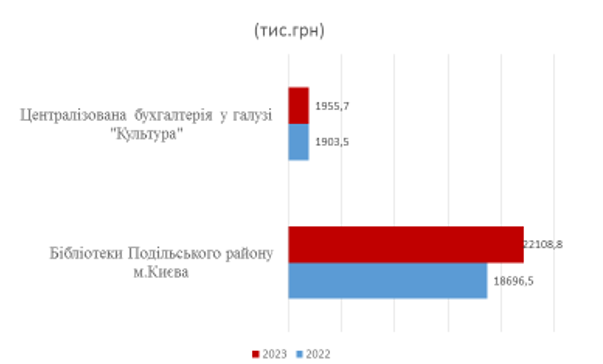 (тис.грн)
Централізована бухгалтерія у галузі
"Культура"
1955,7
1903,5
Бібліотеки Подільського району
м.Києва
22108,8
18696,5
2023 2022